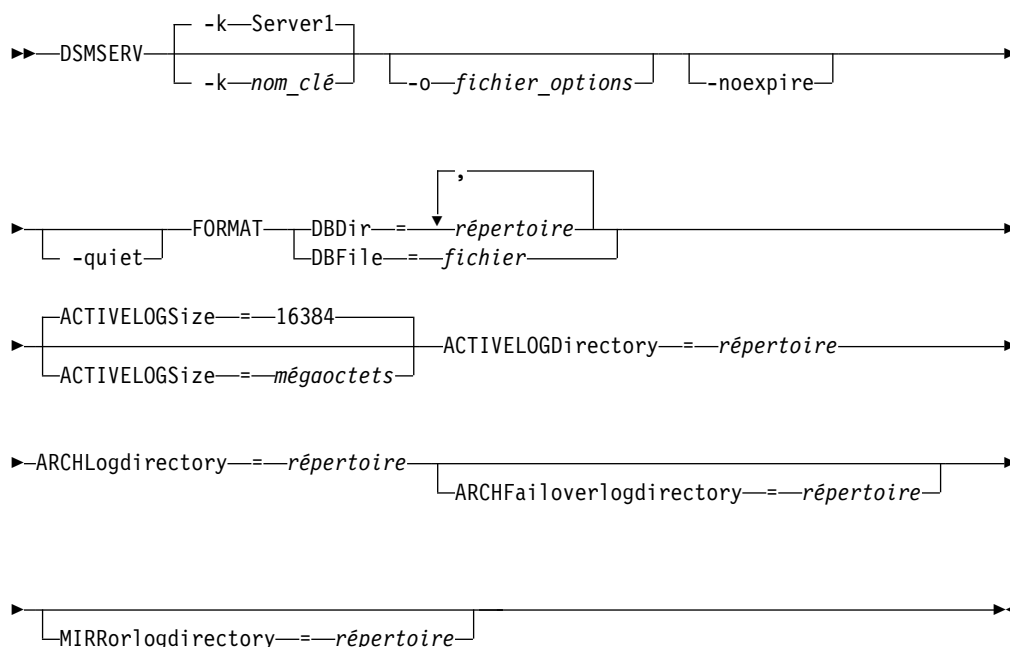 -k Server1
DSMSERV
-k nom_clé
-o fichier_options
-noexpire
,
-quiet
FORMAT
DBDir = répertoire
DBFile = fichier
ACTIVELOGSize = 16384
ACTIVELOGSize = mégaoctets
ACTIVELOGDirectory = répertoire
ARCHLogdirectory = répertoire
ARCHFailoverlogdirectory = répertoire
MIRRorlogdirectory = répertoire